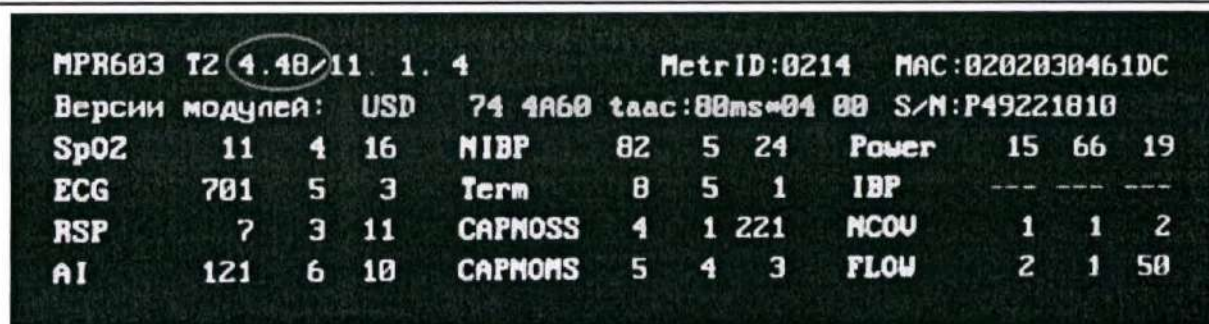 MPR603 T2 4.48/11. 1. 4 MetrID:0214 MAC:0202030461DC
Версии модулей: USD 74 4A60 taac:80ms=04 00 S/N:P49221810
SpO2 11 4 16 NIBP 82 5 24 Power 15 66 19
ECG 701 5 3 Term 8 5 1 IBP --- --- ---
RSP 7 3 11 CAPNOSS 4 1 221 NCOV 1 1 2
AI 121 6 10 CAPNOMS 5 4 3 FLOW 2 1 50